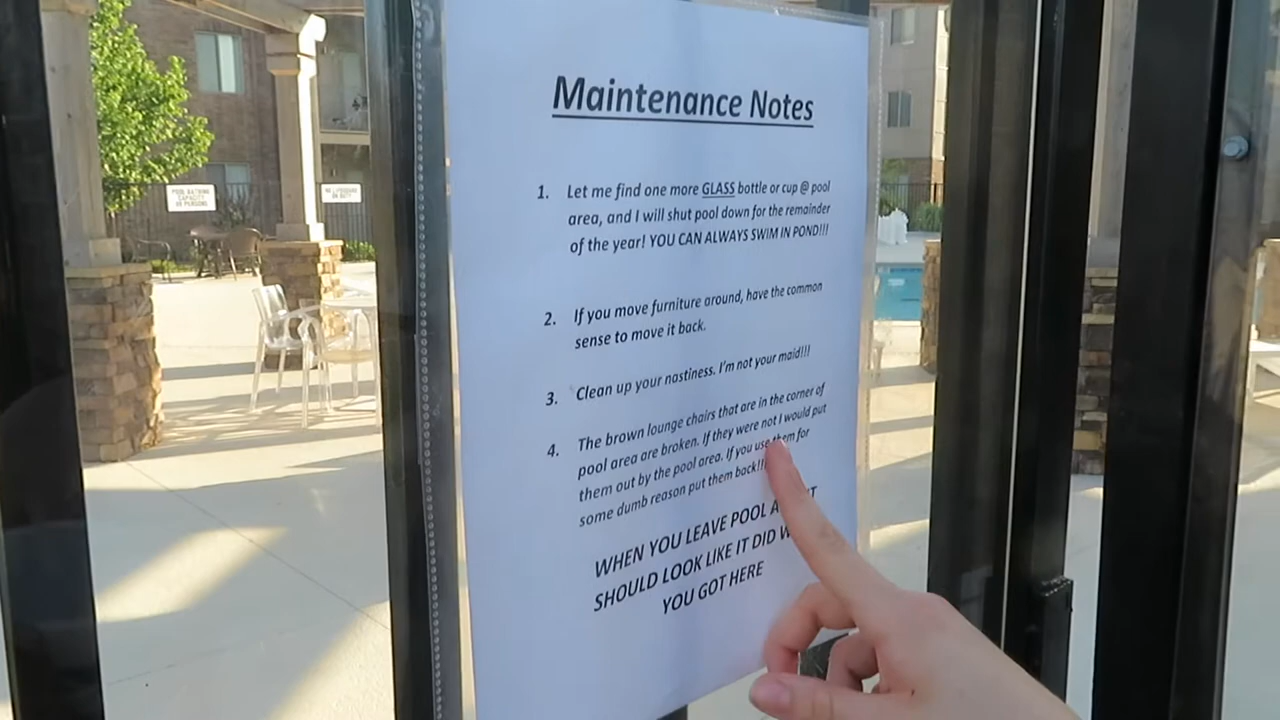 Maintenance Notes
1. Let me find one more GLASS bottle or cup @ pool
area, and I will shut pool down for the remainder
of the year! YOU CAN ALWAYS SWIM IN POND!!!
2. If you move furniture around, have the common
sense to move it back.
3. Clean up your nastiness. I'm not your maid!!!
4. The brown lounge chairs that are in the corner of
pool area are broken. If they were not I would put
them out by the pool area. If you use them for
some dumb reason put them back!!!
WHEN YOU LEAVE POOL
SHOULD LOOK LIKE IT DID
YOU GOT HERE
POOL BATHING
CAPACITY
PERSONS
NO LIFEGUARD
ON DUTY